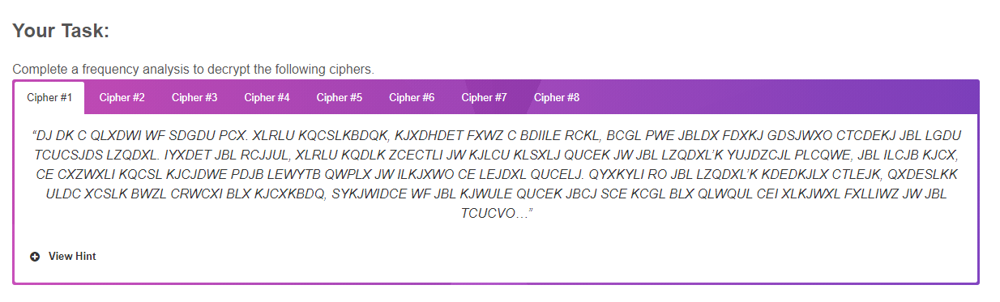 Your Task:
Complete a frequency analysis to decrypt the following ciphers.
Cipher #1 Cipher #2 Cipher #3 Cipher #4 Cipher #5 Cipher #6 Cipher #7 Cipher #8
“DJ DK C QLXDWI WF SDGDU PCX. XLRLU KQCSLKBDQK, KJXDHDET FXWZ C BDIILE RCKL, BCGL PWE JBLDX FDXKJ GDSJWXO CTCDEKJ JBL LGDU
TCUCSJDS LZQDXL. IYXDET JBL RCJJUL, XLRLU KQDLK ZCECTLI JW KJLCU KLSXLJ QUCEK JW JBL LZQDXL’K YUJDZCJL PLCQWE, JBL ILCJB KJCX,
CE CXZWXLI KQCSL KJCJDWE PDJB LEWYTB QWPLX JW ILKJXWO CE LEJDXL QUCELJ. QYXKYLI RO JBL LZQDXL’K KDEDKJLX CTLEJK, QXDESLKK
ULDC XCSLK BWZL CRWCXI BLX KJCXKBDQ, SYKJWIDCE WF JBL KJWULE QUCEK JBCJ SCE KCGL BLX QLWQUL CEI XLKJWXL FXLLIWZ JW JBL
TCUCVO…”
View Hint